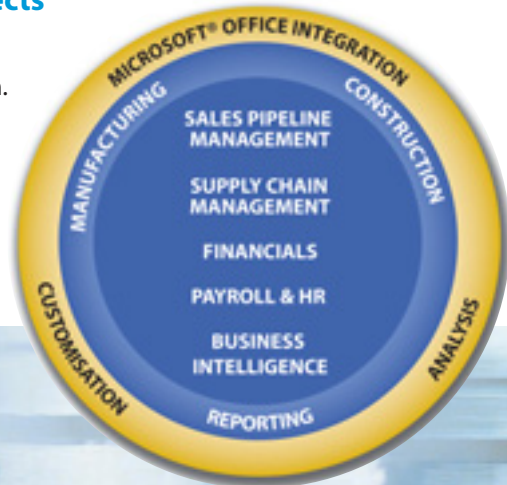 ects
n.
MICROSOFT® OFFICE INTEGRATION
MANUFACTURING
CONSTRUCTION
SALES PIPELINE
MANAGEMENT
SUPPLY CHAIN
MANAGEMENT
FINANCIALS
PAYROLL & HR
BUSINESS
INTELLIGENCE
REPORTING
CUSTOMISATION
ANALYSIS